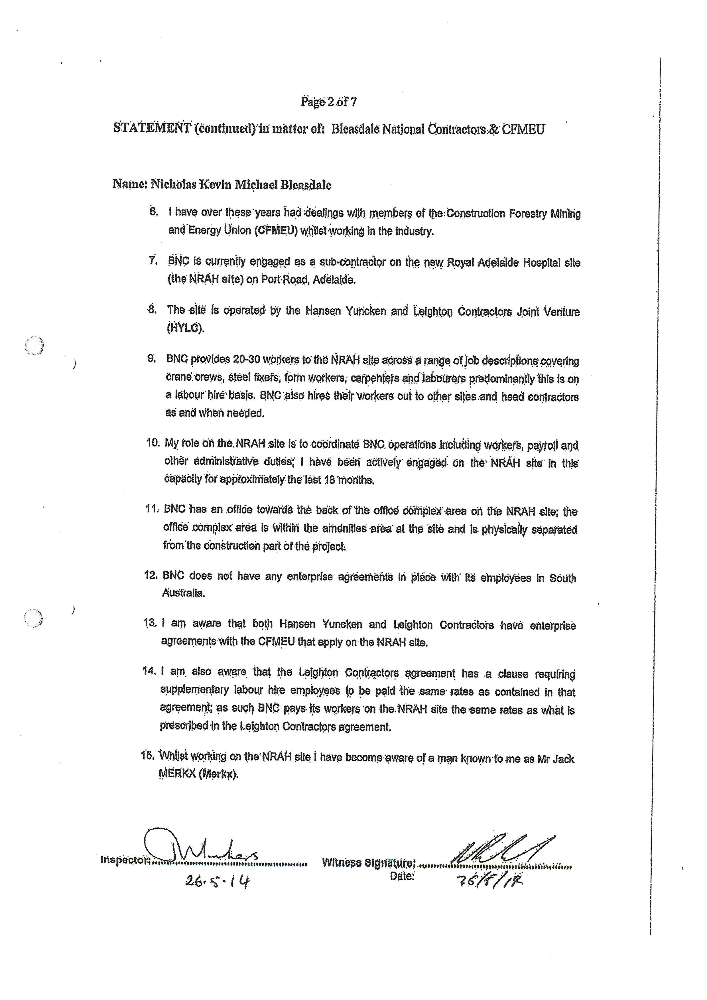 Page 2 of 7
STATEMENT (continued) in matter of: Bleasdale National Contractors & CFMEU
Name: Nicholas Kevin Michael Bleasdale
6. I have over these years had dealings with members of the Construction Forestry Mining
and Energy Union (CFMEU) whilst working in the industry.
7. BNC is currently engaged as a sub-contractor on the new Royal Adelaide Hospital site
(the NRAH site) on Port Road, Adelaide.
8. The site is operated by the Hansen Yuncken and Leighton Contractors Joint Venture
(HYLC).
9. BNC provides 20-30 workers to the NRAH site across a range of job descriptions covering
crane crews, steel fixers, form workers, carpenters and labourers predominantly this is on
a labour hire basis. BNC also hires their workers out to other sites and head contractors
as and when needed.
10. My role on the NRAH site is to coordinate BNC operations including workers, payroll and
other administrative duties; I have been actively engaged on the NRAH site in this
capacity for approximately the last 18 months.
11. BNC has an office towards the back of the office complex area on the NRAH site; the
office complex area is within the amenities area at the site and is physically separated
from the construction part of the project.
12. BNC does not have any enterprise agreements in place with its employees in South
Australia.
13. I am aware that both Hansen Yuncken and Leighton Contractors have enterprise
agreements with the CFMEU that apply on the NRAH site.
14. I am also aware that the Leighton Contractors agreement has a clause requiring
supplementary labour hire employees to be paid the same rates as contained in that
agreement; as such BNC pays its workers on the NRAH site the same rates as what is
prescribed in the Leighton Contractors agreement.
15. Whilst working on the NRAH site I have become aware of a man known to me as Mr Jack
MERKX (Merkx).
Inspector: Witness Signature:
Date:
26.5.14 26/5/14